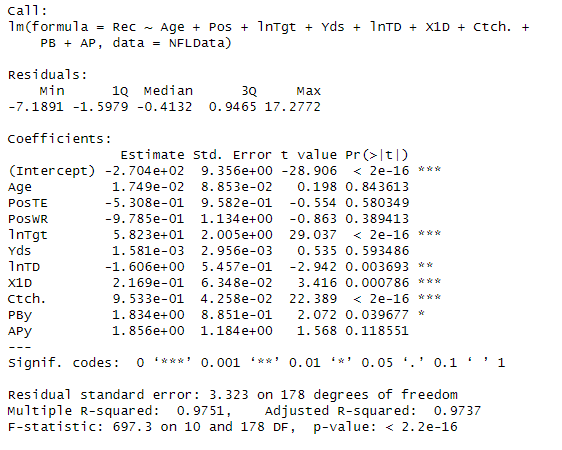 Call:
lm(formula = Rec ~ Age + Pos + lnTgt + Yds + lnTD + X1D + Ctch. +
    PB + AP, data = NFLData)
Residuals:
    Min      1Q  Median      3Q     Max
-7.1891 -1.5979 -0.4132  0.9465 17.2772
Coefficients:
              Estimate Std. Error t value Pr(>|t|)
(Intercept) -2.704e+02  9.356e+00 -28.906  < 2e-16 ***
Age          1.749e-02  8.853e-02   0.198 0.843613
PosTE       -5.308e-01  9.582e-01  -0.554 0.580349
PosWR       -9.785e-01  1.134e+00  -0.863 0.389413
lnTgt        5.823e+01  2.005e+00  29.037  < 2e-16 ***
Yds          1.581e-03  2.956e-03   0.535 0.593486
lnTD        -1.606e+00  5.457e-01  -2.942 0.003693 **
X1D          2.169e-01  6.348e-02   3.416 0.000786 ***
Ctch.        9.533e-01  4.258e-02  22.389  < 2e-16 ***
PBy          1.834e+00  8.851e-01   2.072 0.039677 *
APy          1.856e+00  1.184e+00   1.568 0.118551
---
Signif. codes:  0 ‘***’ 0.001 ‘**’ 0.01 ‘*’ 0.05 ‘.’ 0.1 ‘ ’ 1
Residual standard error: 3.323 on 178 degrees of freedom
Multiple R-squared:  0.9751,    Adjusted R-squared:  0.9737
F-statistic: 697.3 on 10 and 178 DF,  p-value: < 2.2e-16